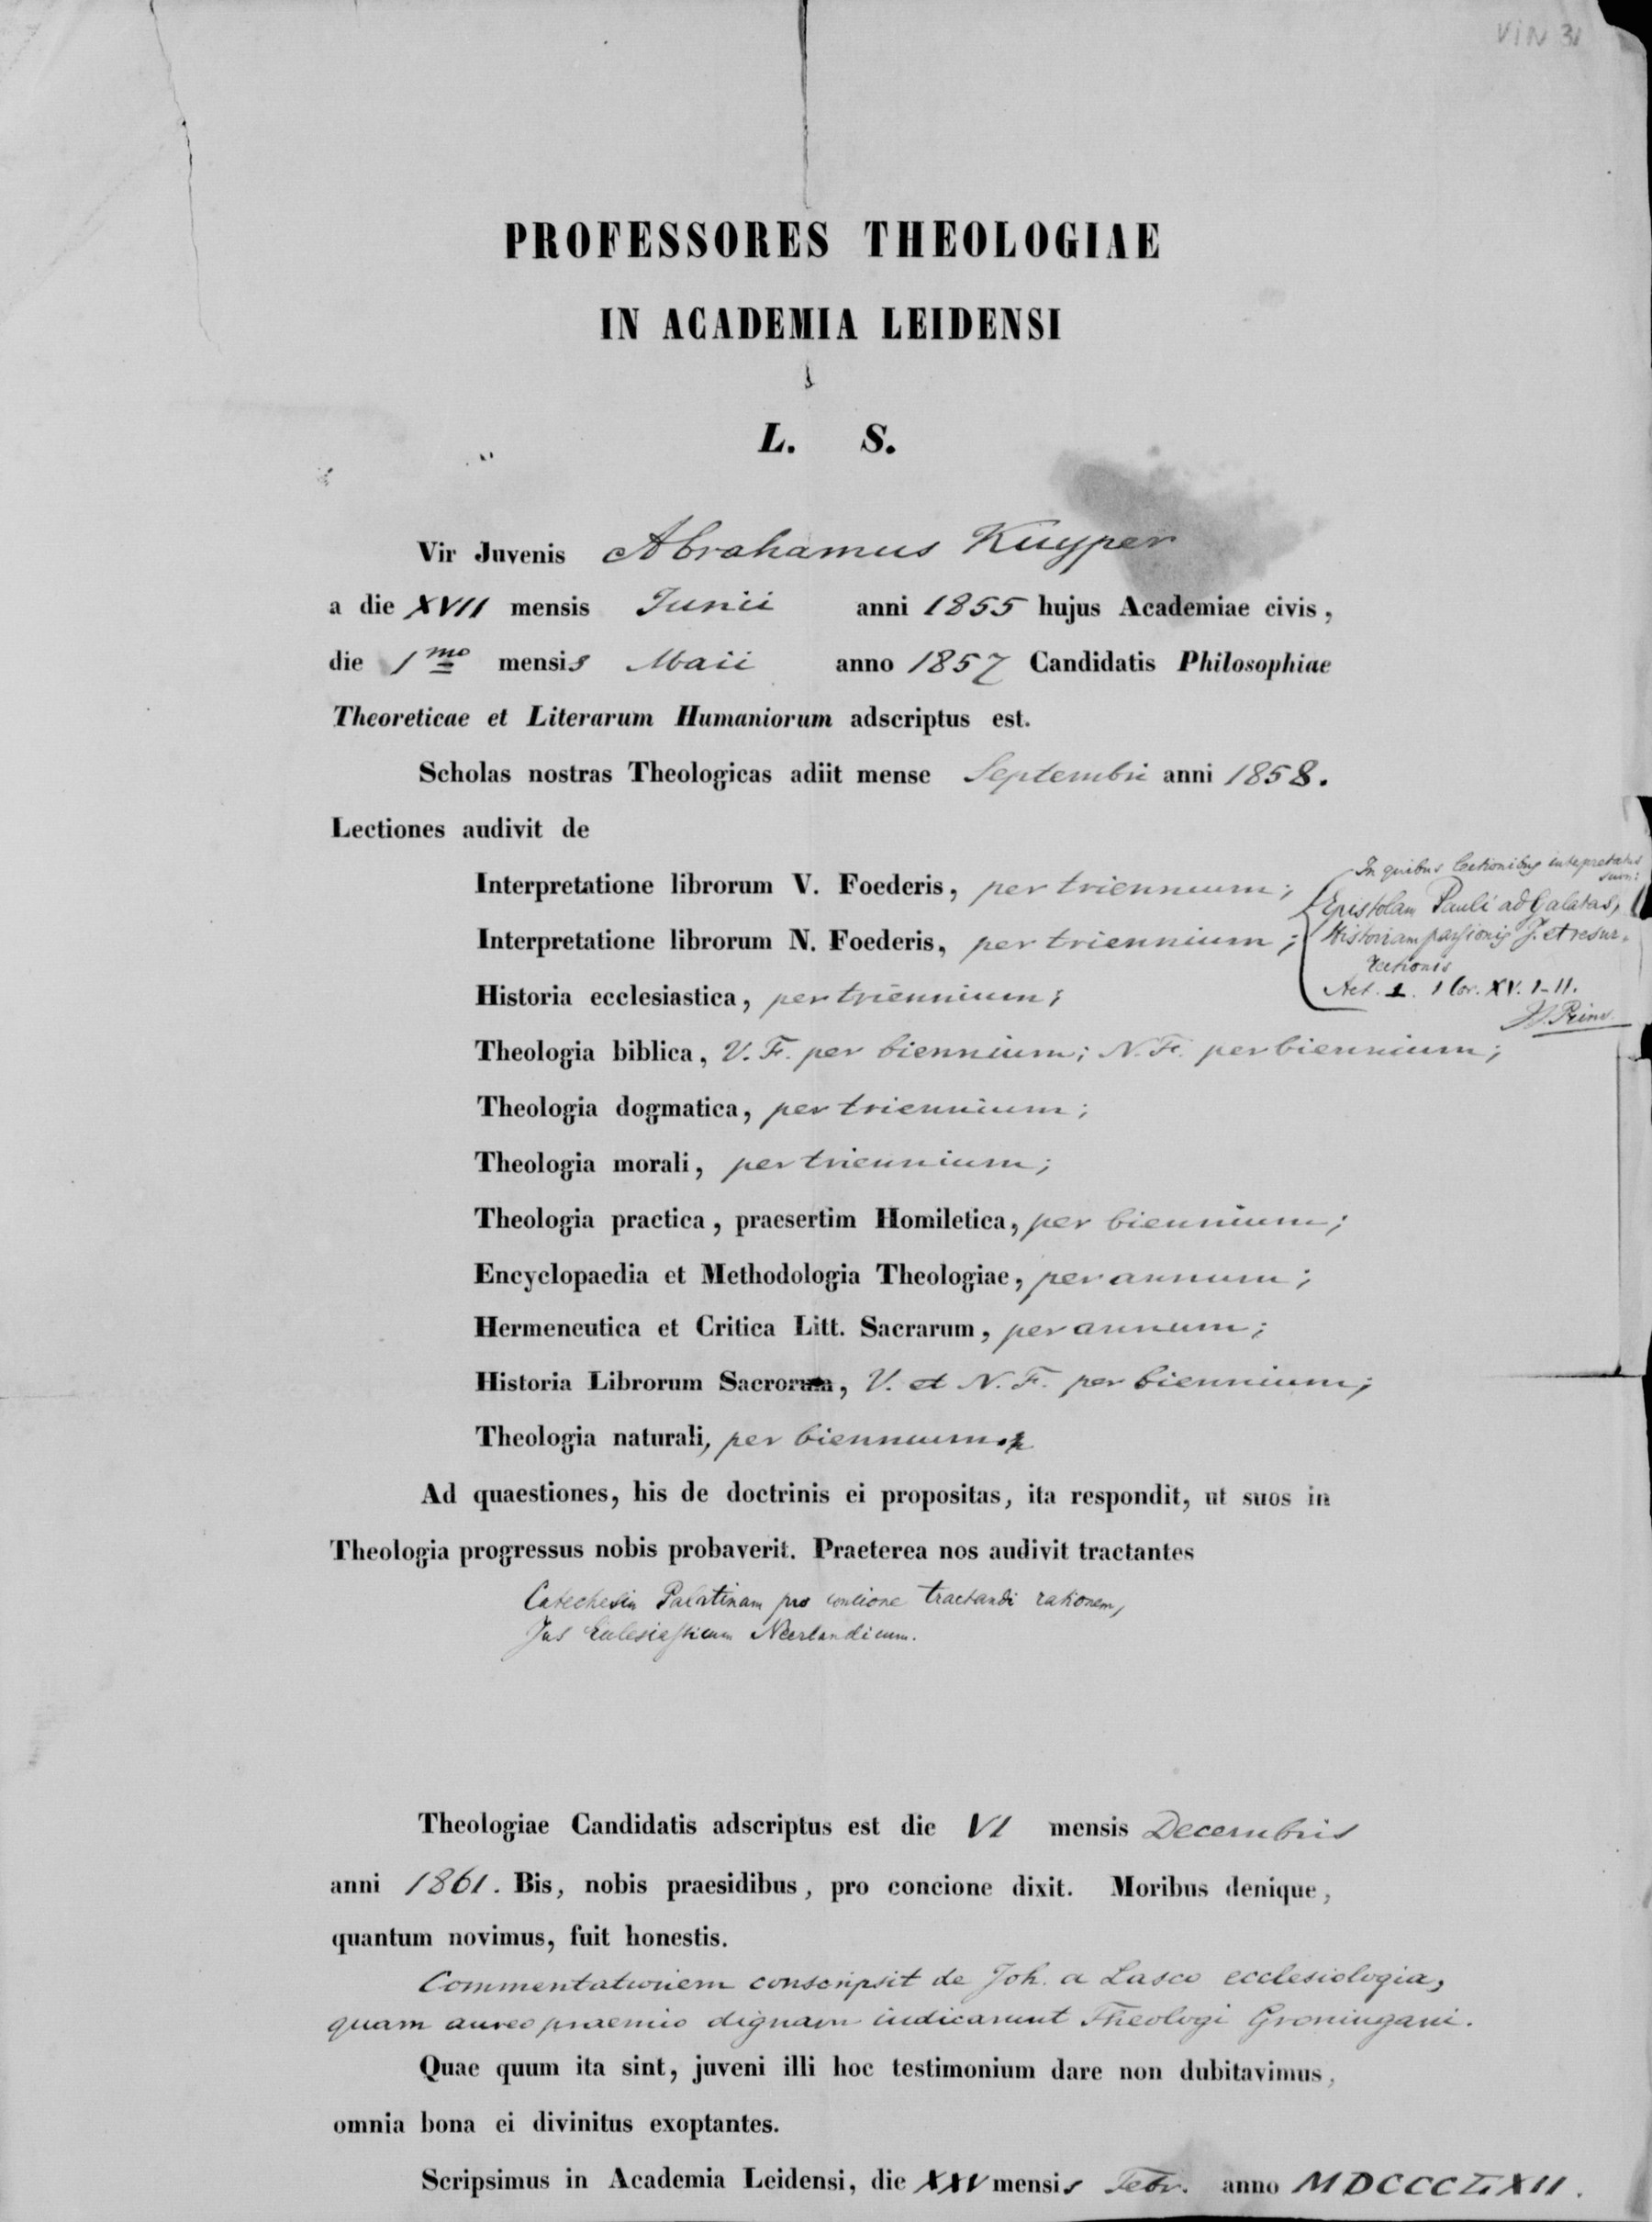 VIN 31
PROFESSORES THEOLOGIAE
IN ACADEMIA LEIDENSI
L. S.
Vir Juvenis Abrahamus Kuyper
a die XVII mensis Junii anni 1855 hujus Academiae civis,
die 1mo mensis Maii anno 1857 Candidatis Philosophiae
Theoreticae et Literarum Humaniorum adscriptus est.
Scholas nostras Theologicas adiit mense Septembri anni 1858.
Lectiones audivit de
Interpretatione librorum V. Foederis, per triennium;
Interpretatione librorum N. Foederis, per triennium;
In quibus lectionibus interpretatus
sum:
Epistolam Pauli ad Galatas,
Historiam passionis J. et resur-
rectionis
Act. 1. 1 Cor. XV. 1-11.
J.J. Prins
Historia ecclesiastica, per triennium;
Theologia biblica, V. F. per biennium; N. F. per biennium;
Theologia dogmatica, per triennium;
Theologia morali, per triennium;
Theologia practica, praesertim Homiletica, per biennium;
Encyclopaedia et Methodologia Theologiae, per annum;
Hermeneutica et Critica Litt. Sacrarum, per annum;
Historia Librorum Sacrorum, V. et N. F. per biennium;
Theologia naturali, per biennium.
Ad quaestiones, his de doctrinis ei propositas, ita respondit, ut suos in
Theologia progressus nobis probaverit. Praeterea nos audivit tractantes
Catechesin Palatinam pro concione tractandi rationem,
Jus Ecclesiasticum Neerlandicum.
Theologiae Candidatis adscriptus est die VI mensis Decembris
anni 1861. Bis, nobis praesidibus, pro concione dixit. Moribus denique,
quantum novimus, fuit honestis.
Commentationem conscripsit de Joh. a Lasco ecclesiologia,
quam aureo praemio dignam iudicarunt Theologi Groningani.
Quae quum ita sint, juveni illi hoc testimonium dare non dubitavimus,
omnia bona ei divinitus exoptantes.
Scripsimus in Academia Leidensi, die XXV mensis Febr. anno MDCCCLXII.